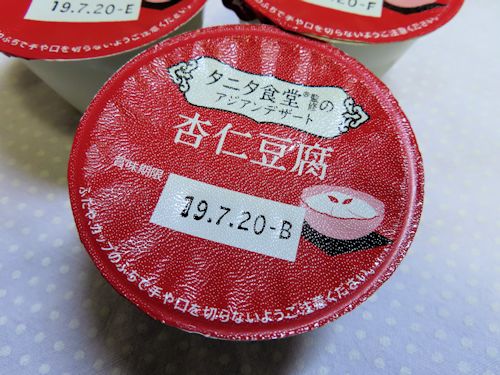 19.7.20-E
19.7.20-F
タニタ食堂®監修の
アジアンデザート
杏仁豆腐
賞味期限
19.7.20-B
ふたやカップのふちで手や口を切らないようご注意ください。